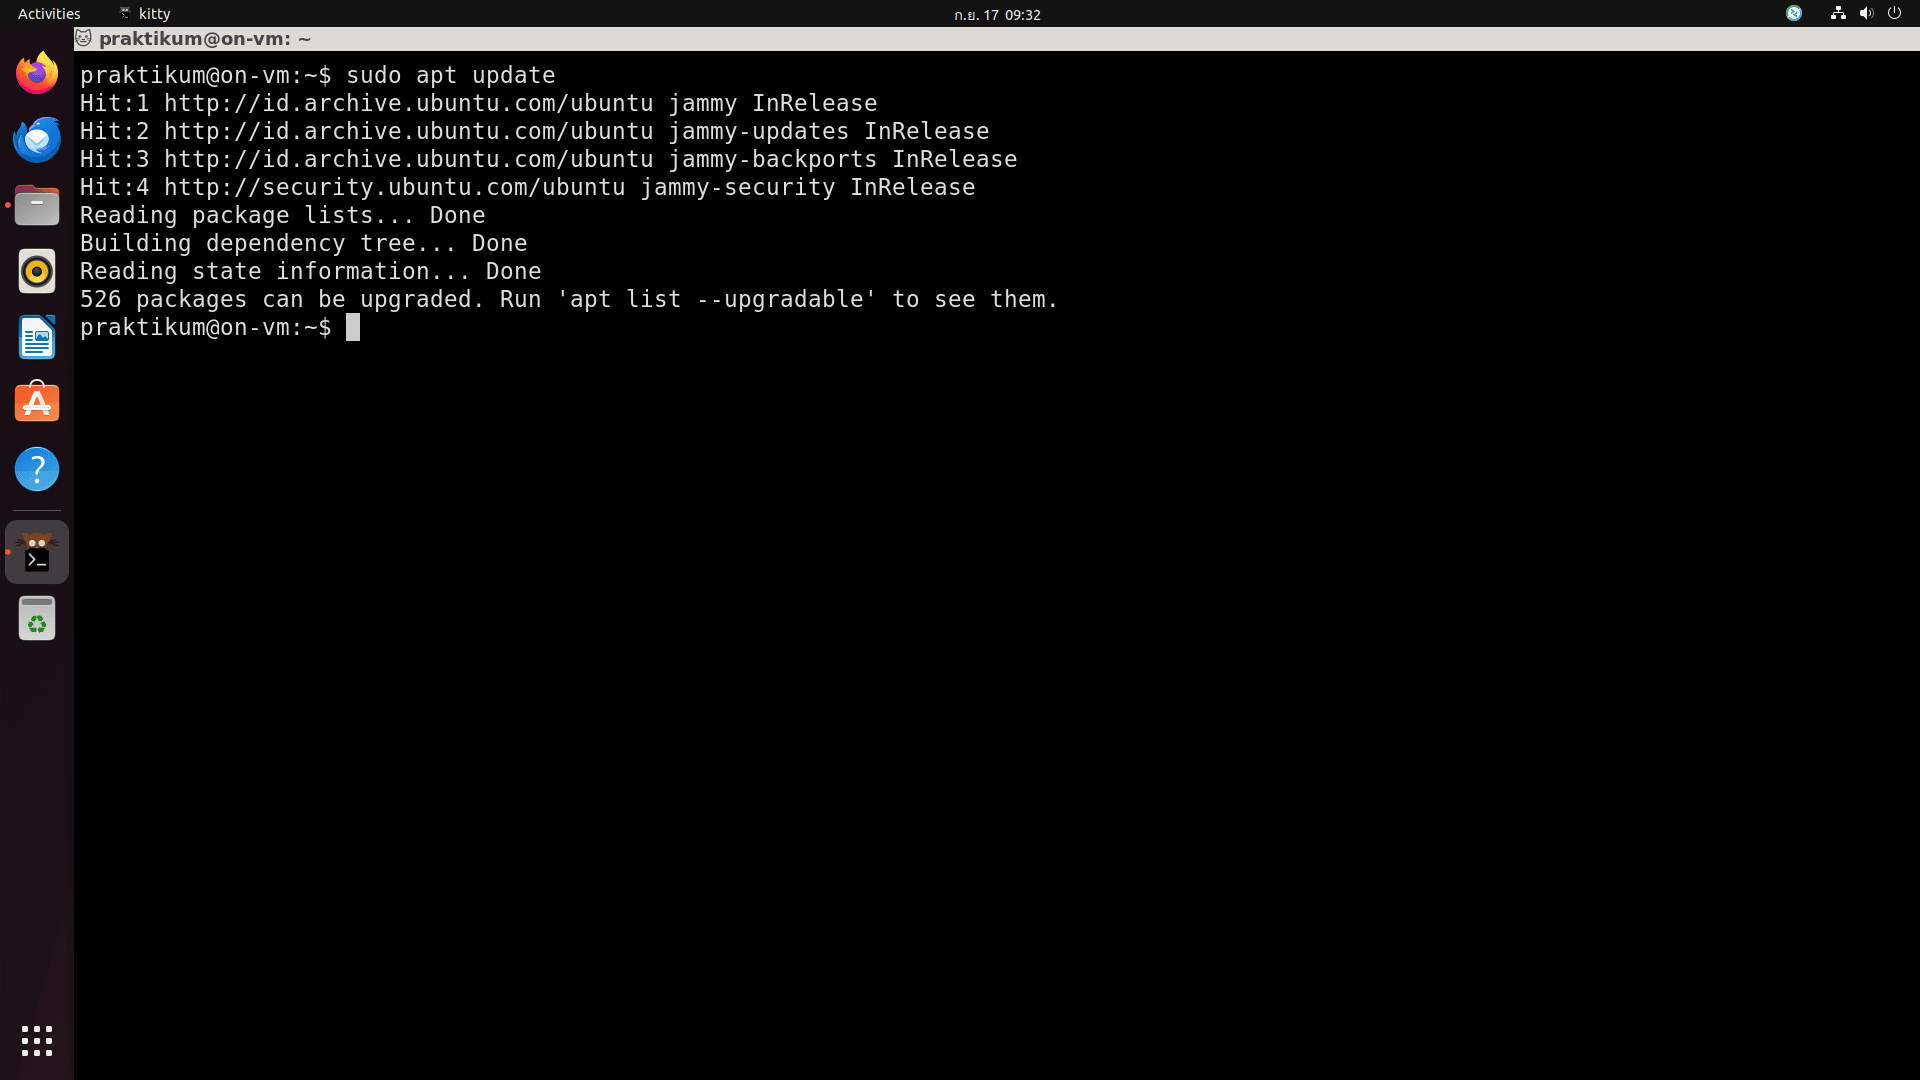 Activities kitty ก.ย. 17 09:32
praktikum@on-vm: ~
praktikum@on-vm:~$ sudo apt update
Hit:1 http://id.archive.ubuntu.com/ubuntu jammy InRelease
Hit:2 http://id.archive.ubuntu.com/ubuntu jammy-updates InRelease
Hit:3 http://id.archive.ubuntu.com/ubuntu jammy-backports InRelease
Hit:4 http://security.ubuntu.com/ubuntu jammy-security InRelease
Reading package lists... Done
Building dependency tree... Done
Reading state information... Done
526 packages can be upgraded. Run 'apt list --upgradable' to see them.
praktikum@on-vm:~$